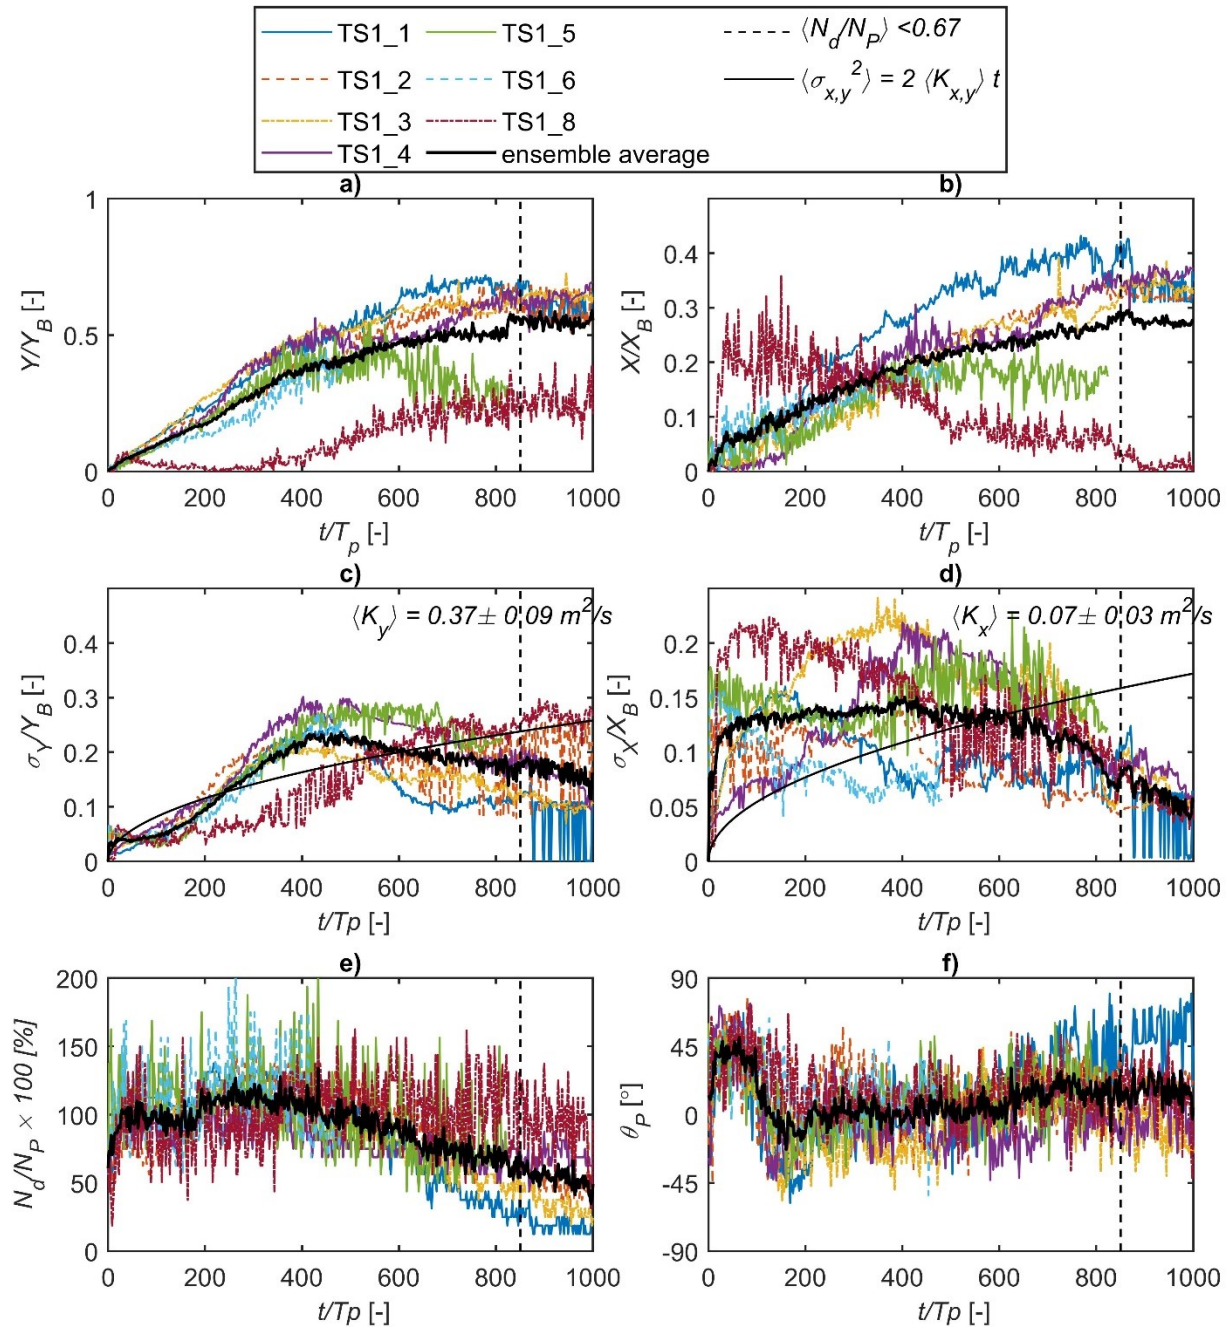 TS1_1 TS1_5 ⟨N_d/N_P⟩ <0.67
TS1_2 TS1_6 ⟨σ_{x,y}^2⟩ = 2 ⟨K_{x,y}⟩ t
TS1_3 TS1_8
TS1_4 ensemble average
a)
1
0.5
0
Y/Y_B [-]
0 200 400 600 800 1000
t/T_p [-]
b)
0.4
0.3
0.2
0.1
0
X/X_B [-]
0 200 400 600 800 1000
t/T_p [-]
c)
⟨K_y⟩ = 0.37± 0.09 m^2/s
0.4
0.3
0.2
0.1
0
σ_Y/Y_B [-]
0 200 400 600 800 1000
t/Tp [-]
d)
⟨K_x⟩ = 0.07± 0.03 m^2/s
0.2
0.15
0.1
0.05
0
σ_X/X_B [-]
0 200 400 600 800 1000
t/Tp [-]
e)
200
150
100
50
0
N_d/N_P × 100 [%]
0 200 400 600 800 1000
t/Tp [-]
f)
90
45
0
-45
-90
θ_P [°]
0 200 400 600 800 1000
t/Tp [-]